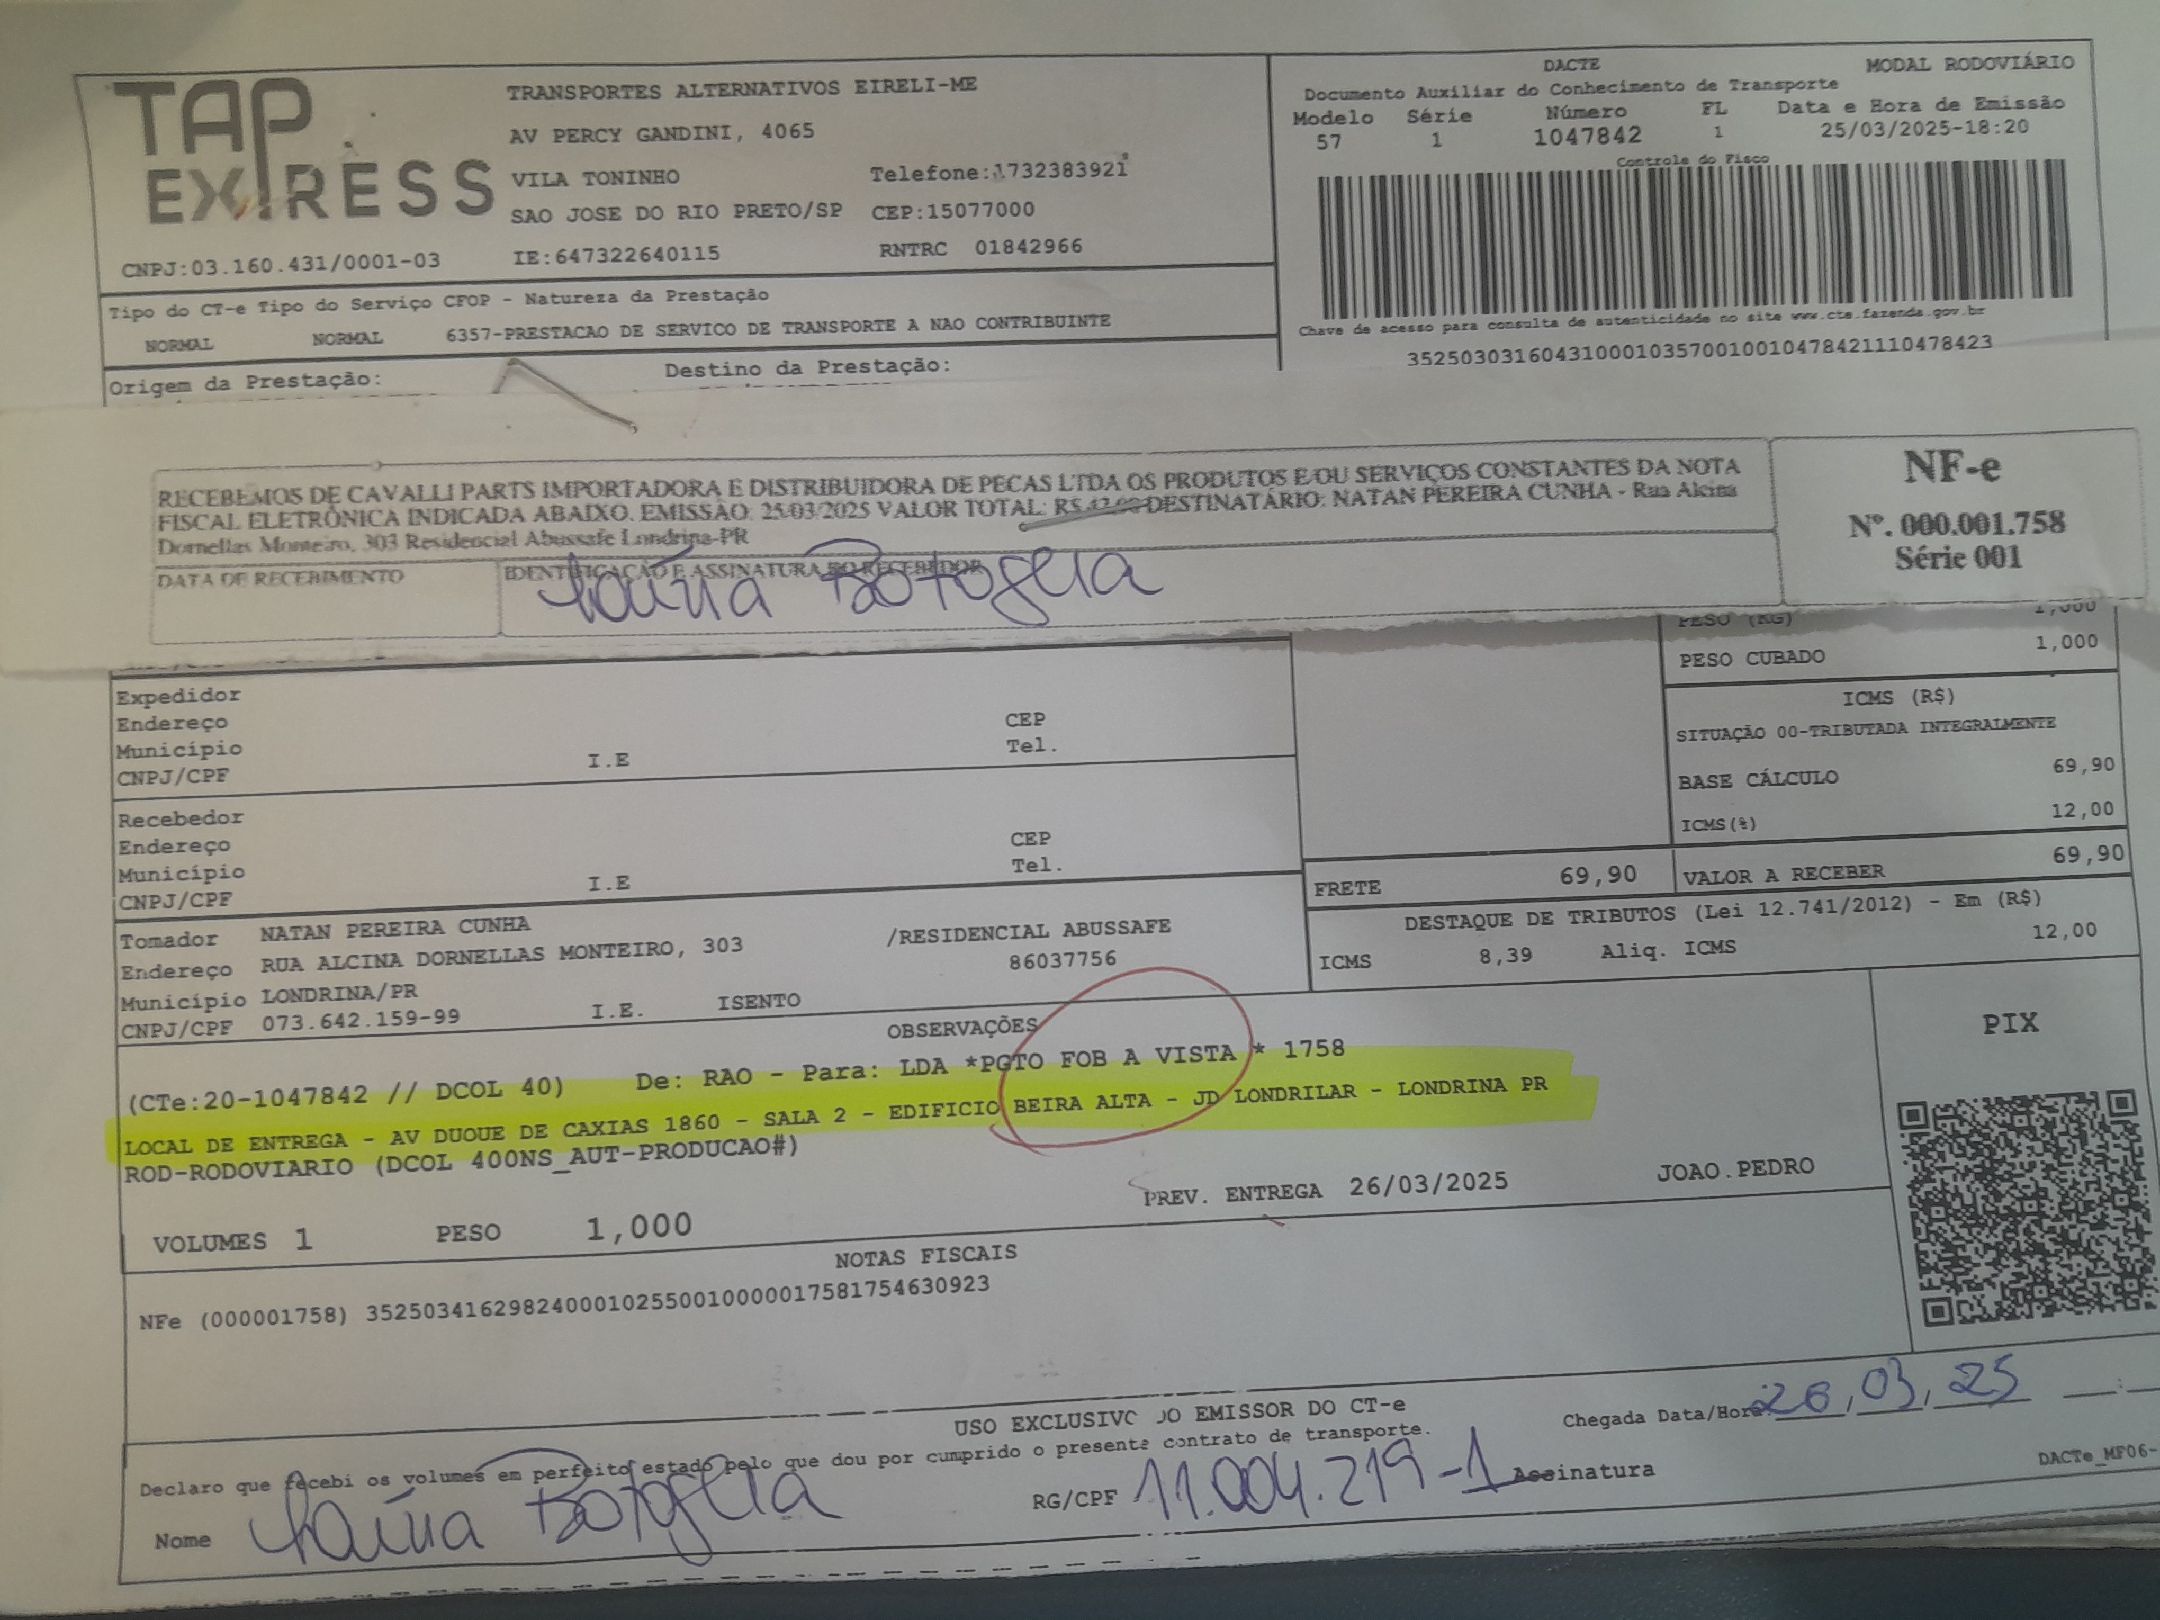 TAP EXPRESS
TRANSPORTES ALTERNATIVOS EIRELI-ME
AV PERCY GANDINI, 4065
VILA TONINHO Telefone:1732383921
SAO JOSE DO RIO PRETO/SP CEP:15077000
CNPJ:03.160.431/0001-03 IE:647322640115 RNTRC 01842966
DACTE MODAL RODOVIÁRIO
Documento Auxiliar do Conhecimento de Transporte
Modelo Série Número FL Data e Hora de Emissão
57 1 1047842 1 25/03/2025-18:20
Controle do Fisco
Chave de acesso para consulta de autenticidade no site www.cte.fazenda.gov.br
35250303160431000103570010010478421110478423
Tipo do CT-e Tipo do Serviço CFOP - Natureza da Prestação
NORMAL NORMAL 6357-PRESTACAO DE SERVICO DE TRANSPORTE A NAO CONTRIBUINTE
Origem da Prestação: Destino da Prestação:
RECEBEMOS DE CAVALLI PARTS IMPORTADORA E DISTRIBUIDORA DE PECAS LTDA OS PRODUTOS E/OU SERVIÇOS CONSTANTES DA NOTA
FISCAL ELETRÔNICA INDICADA ABAIXO. EMISSÃO: 25/03/2025 VALOR TOTAL: R$ DESTINATÁRIO: NATAN PEREIRA CUNHA - Rua Alcina
Dornellas Monteiro, 303 Residencial Abussafe Londrina-PR
DATA DE RECEBIMENTO IDENTIFICAÇÃO E ASSINATURA DO RECEBEDOR
NF-e
Nº. 000.001.758
Série 001
PESO (KG) 1,000
PESO CUBADO 1,000
ICMS (R$)
SITUAÇÃO 00-TRIBUTADA INTEGRALMENTE
BASE CÁLCULO 69,90
ICMS(%) 12,00
Expedidor
Endereço CEP
Município I.E Tel.
CNPJ/CPF
Recebedor
Endereço CEP
Município I.E Tel.
CNPJ/CPF
FRETE 69,90 VALOR A RECEBER 69,90
DESTAQUE DE TRIBUTOS (Lei 12.741/2012) - Em (R$)
ICMS 8,39 Aliq. ICMS 12,00
Tomador NATAN PEREIRA CUNHA
Endereço RUA ALCINA DORNELLAS MONTEIRO, 303 /RESIDENCIAL ABUSSAFE
Município LONDRINA/PR 86037756
CNPJ/CPF 073.642.159-99 I.E. ISENTO
OBSERVAÇÕES
(CTe:20-1047842 // DCOL 40) De: RAO - Para: LDA *PGTO FOB A VISTA * 1758
LOCAL DE ENTREGA - AV DUQUE DE CAXIAS 1860 - SALA 2 - EDIFICIO BEIRA ALTA - JD LONDRILAR - LONDRINA PR
ROD-RODOVIARIO (DCOL 400NS_AUT-PRODUCAO#)
PREV. ENTREGA 26/03/2025 JOAO.PEDRO
VOLUMES 1 PESO 1,000
PIX
NOTAS FISCAIS
NFe (000001758) 35250341629824000102550010000017581754630923
USO EXCLUSIVO DO EMISSOR DO CT-e
Declaro que recebi os volumes em perfeito estado pelo que dou por cumprido o presente contrato de transporte.
Chegada Data/Hora 26,03,25
Nome RG/CPF 11.004.219-1 Assinatura
DACTe_MF06-